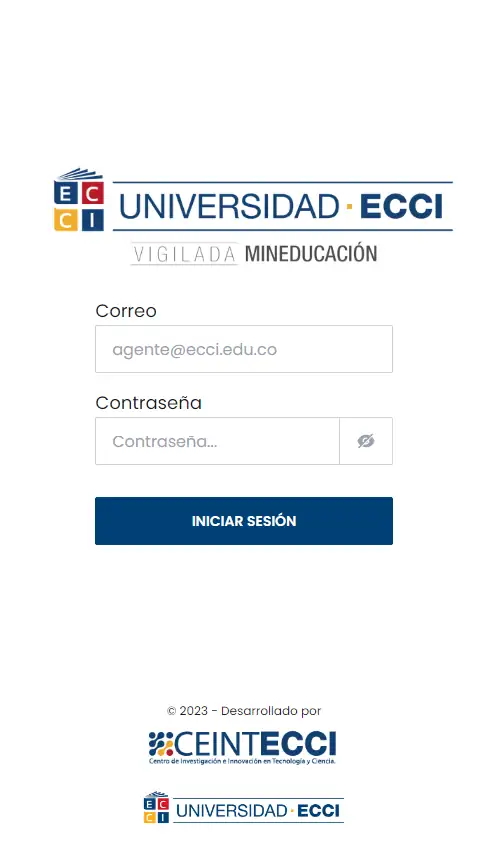 E C
C I
UNIVERSIDAD · ECCI
VIGILADA MINEDUCACIÓN
Correo
agente@ecci.edu.co
Contraseña
Contraseña...
INICIAR SESIÓN
© 2023 - Desarrollado por
CEINTECCI
Centro de Investigación e Innovación en Tecnología y Ciencia.
E C
C I
UNIVERSIDAD · ECCI